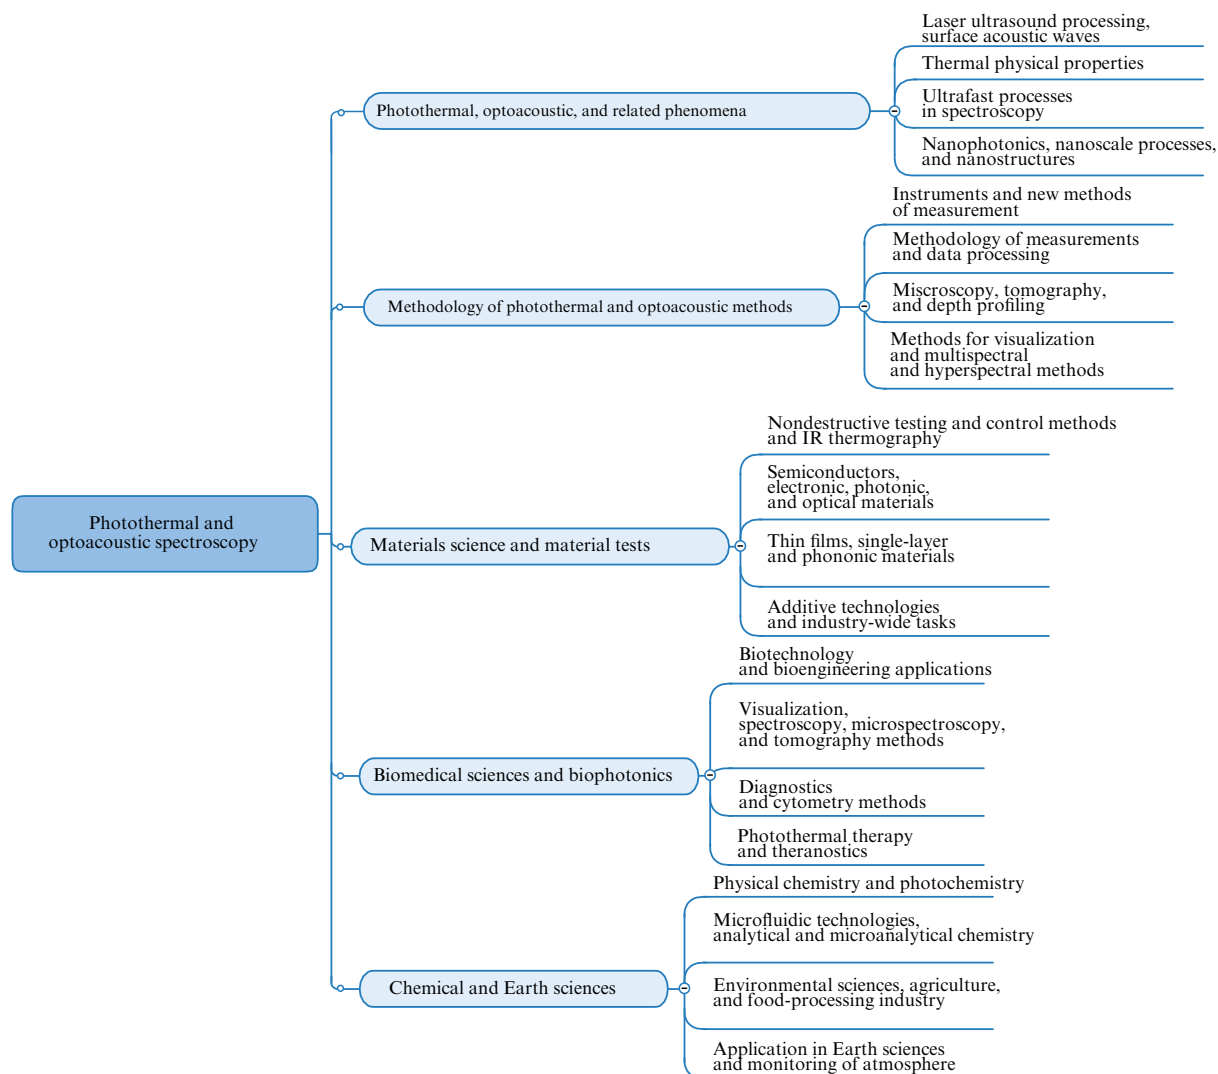 Laser ultrasound processing,
surface acoustic waves
Thermal physical properties
Photothermal, optoacoustic, and related phenomena
Ultrafast processes
in spectroscopy
Nanophotonics, nanoscale processes,
and nanostructures
Instruments and new methods
of measurement
Methodology of measurements
and data processing
Methodology of photothermal and optoacoustic methods
Miscroscopy, tomography,
and depth profiling
Methods for visualization
and multispectral
and hyperspectral methods
Nondestructive testing and control methods
and IR thermography
Semiconductors,
electronic, photonic,
and optical materials
Photothermal and
optoacoustic spectroscopy
Materials science and material tests
Thin films, single-layer
and phononic materials
Additive technologies
and industry-wide tasks
Biotechnology
and bioengineering applications
Visualization,
spectroscopy, microspectroscopy,
and tomography methods
Biomedical sciences and biophotonics
Diagnostics
and cytometry methods
Photothermal therapy
and theranostics
Physical chemistry and photochemistry
Microfluidic technologies,
analytical and microanalytical chemistry
Chemical and Earth sciences
Environmental sciences, agriculture,
and food-processing industry
Application in Earth sciences
and monitoring of atmosphere